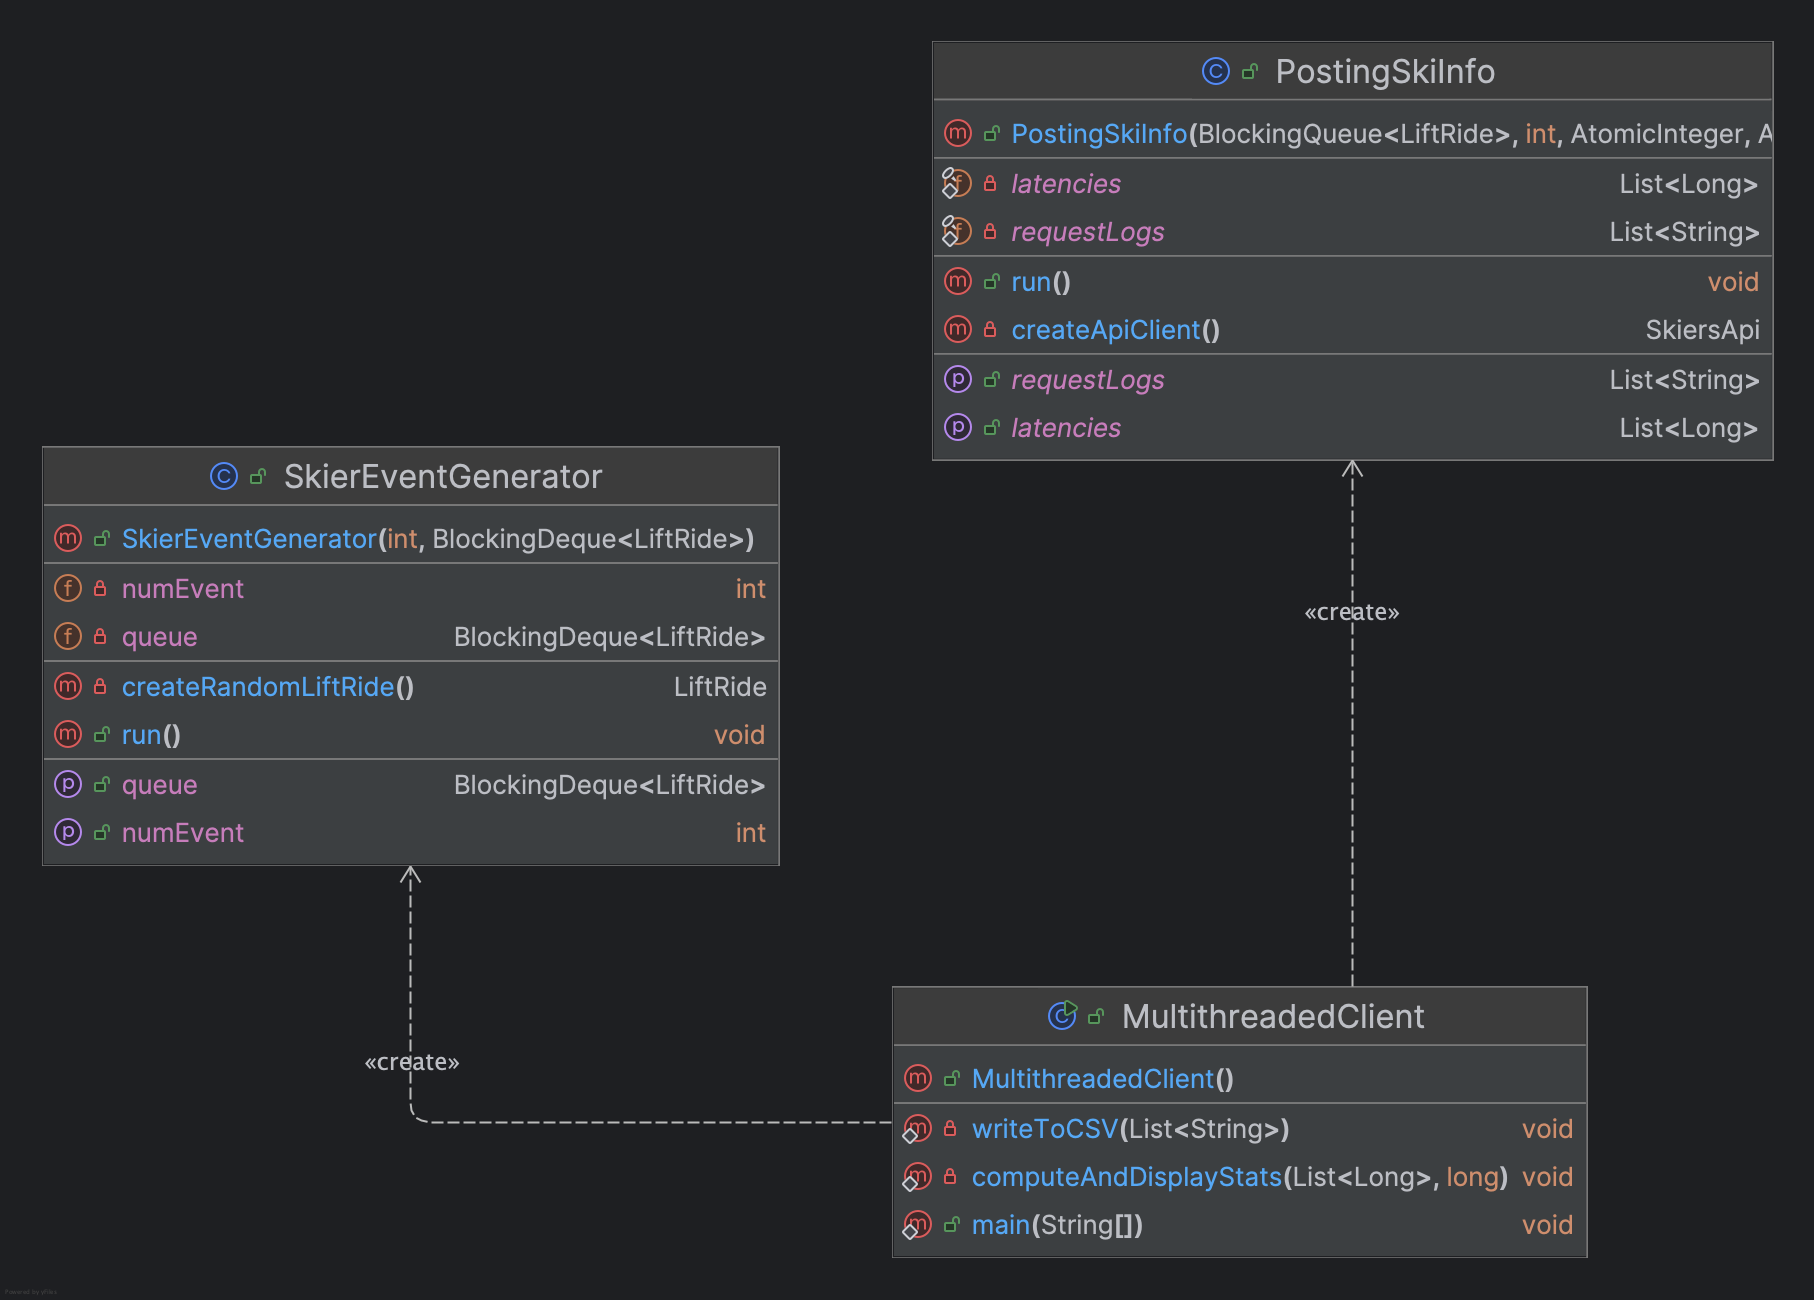 PostingSkiInfo
PostingSkiInfo(BlockingQueue<LiftRide>, int, AtomicInteger, A
latencies List<Long>
requestLogs List<String>
run() void
createApiClient() SkiersApi
requestLogs List<String>
latencies List<Long>
SkierEventGenerator
SkierEventGenerator(int, BlockingDeque<LiftRide>)
numEvent int
queue BlockingDeque<LiftRide>
createRandomLiftRide() LiftRide
run() void
queue BlockingDeque<LiftRide>
numEvent int
«create»
«create»
MultithreadedClient
MultithreadedClient()
writeToCSV(List<String>) void
computeAndDisplayStats(List<Long>, long) void
main(String[]) void
Powered by yFiles